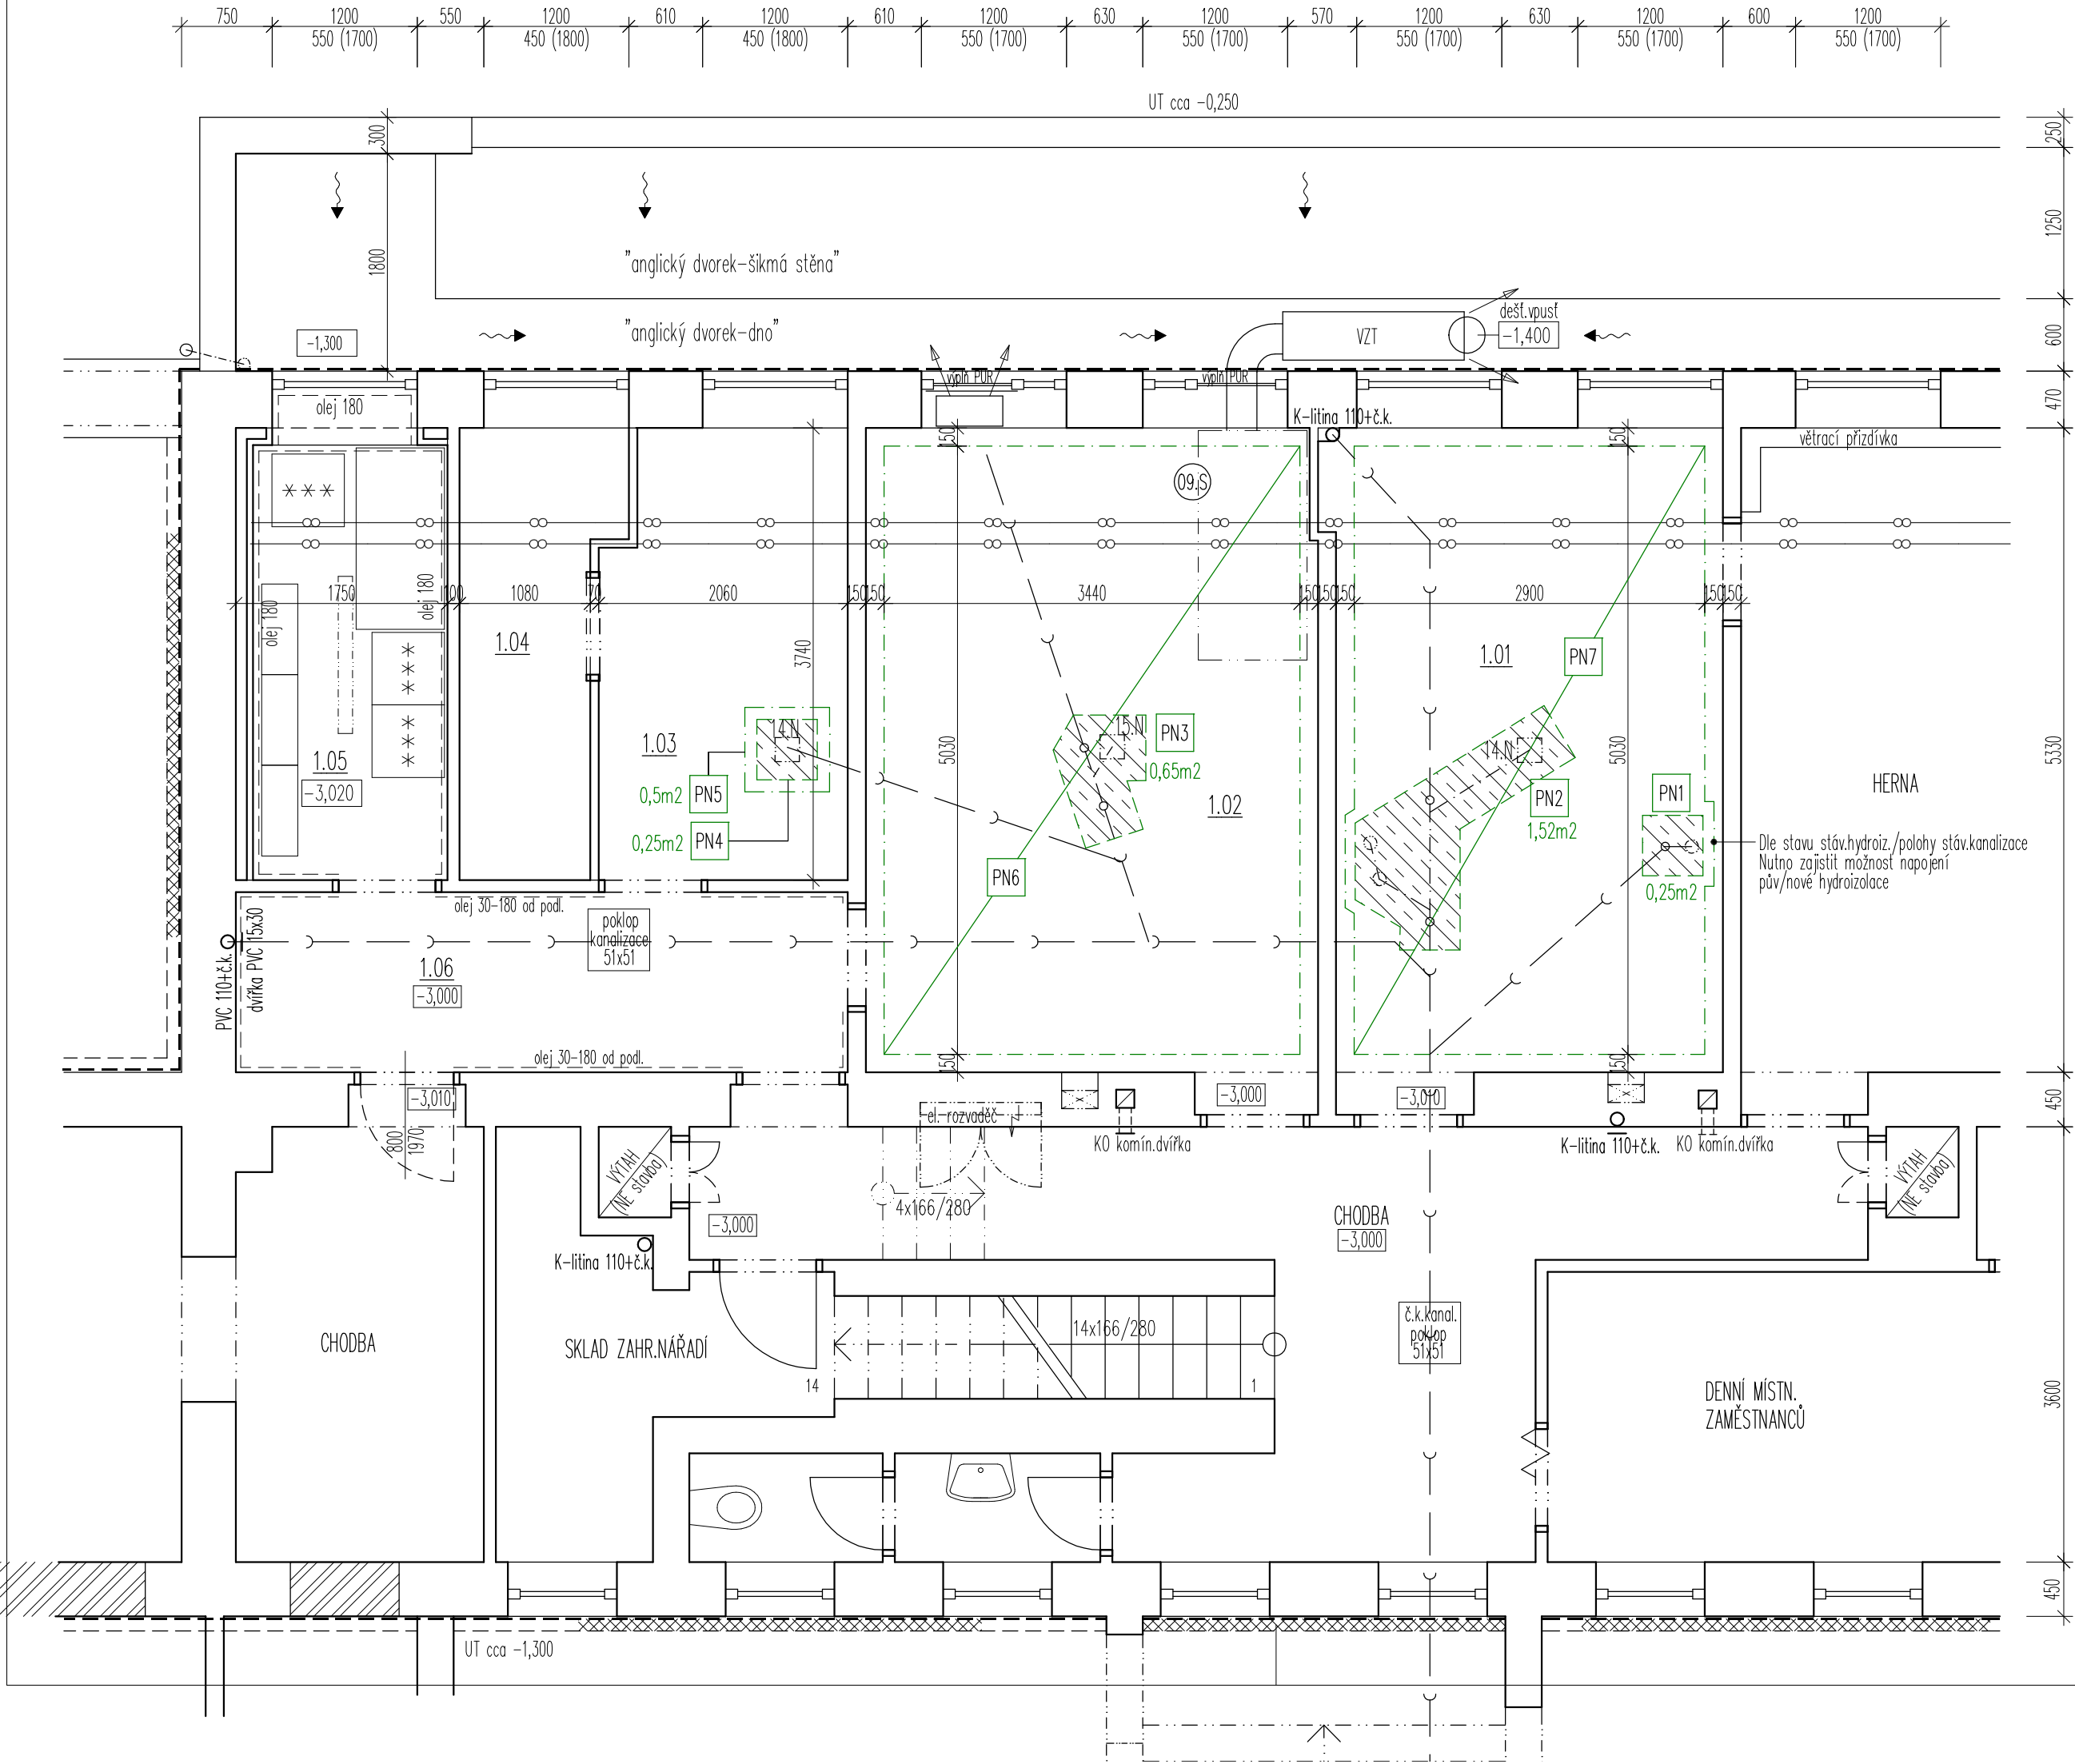 750 1200 550 1200 610 1200 610 1200 630 1200 570 1200 630 1200 600 1200
550 (1700) 450 (1800) 450 (1800) 550 (1700) 550 (1700) 550 (1700) 550 (1700) 550 (1700)
UT cca -0,250
300
250
1800
1250
"anglický dvorek-šikmá stěna"
"anglický dvorek-dno"
-1,300
VZT
dešť.vpusť
-1,400
600
výplň PUR
výplň PUR
olej 180
K-litina 110+č.k.
470
150
150
větrací přizdívka
09.S
olej 180
olej 180
1750 100 1080 70 2060 150 150 3440 150 150 150 2900 150 150
1.04
3740
1.01
PN7
14.N
15.N
PN3
0,65m2
14.N
1.03
5030
5030
5330
1.05
-3,020
0,5m2 PN5
PN2
1,52m2
PN1
HERNA
1.02
0,25m2 PN4
Dle stavu stáv.hydroiz./polohy stáv.kanalizace
Nutno zajistit možnost napojení
pův/nové hydroizolace
PN6
0,25m2
olej 30-180 od podl.
poklop
kanalizace
51x51
PVC 110+č.k.
dvířka PVC 15x30
1.06
-3,000
olej 30-180 od podl.
150
150
-3,010
-3,000
-3,010
el. rozvaděč
450
800
1970
KO komín.dvířka
K-litina 110+č.k.
KO komín.dvířka
VÝTAH
(NE stavba)
VÝTAH
(NE stavba)
4x166/280
-3,000
CHODBA
-3,000
K-litina 110+č.k.
č.k.kanal.
poklop
51x51
CHODBA
SKLAD ZAHR.NÁŘADÍ
14x166/280
14
1
DENNÍ MÍSTN.
ZAMĚSTNANCŮ
3600
450
UT cca -1,300